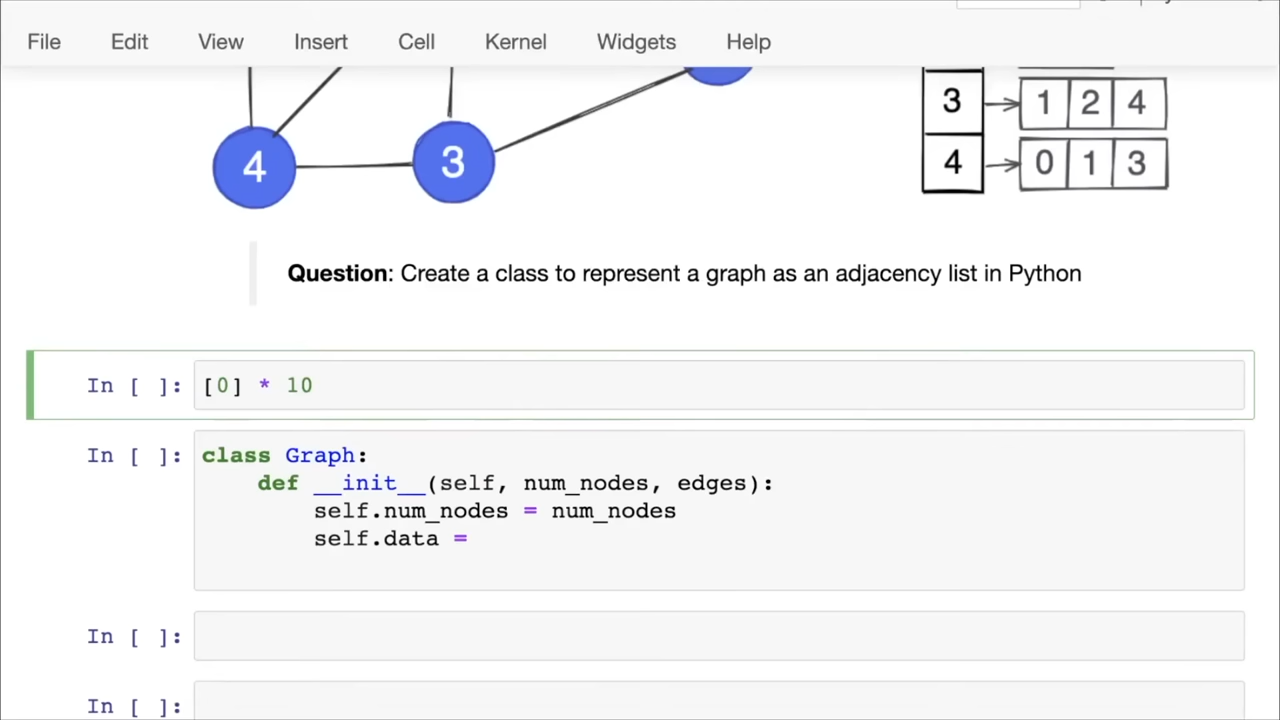 File Edit View Insert Cell Kernel Widgets Help
3 1 2 4
4 3 4 0 1 3
Question: Create a class to represent a graph as an adjacency list in Python
In [ ]: [0] * 10
In [ ]: class Graph:
def __init__(self, num_nodes, edges):
self.num_nodes = num_nodes
self.data =
In [ ]:
In [ ]: